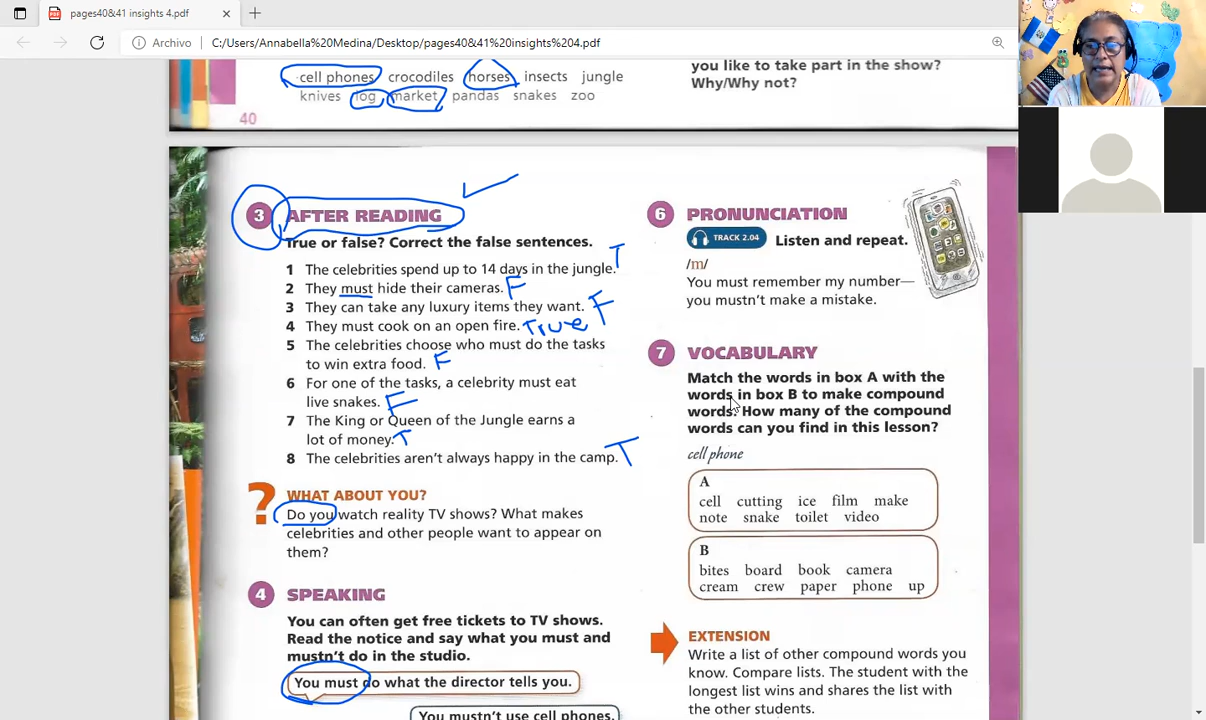 pages40&41 insights 4.pdf
Archivo
C:/Users/Annabella%20Medina/Desktop/pages40&41%20insights%204.pdf
cell phones crocodiles horses insects jungle
knives log market pandas snakes zoo
40
you like to take part in the show?
Why/Why not?
3 AFTER READING
True or false? Correct the false sentences.
1 The celebrities spend up to 14 days in the jungle. T
2 They must hide their cameras. F
3 They can take any luxury items they want. F
4 They must cook on an open fire. True
5 The celebrities choose who must do the tasks
to win extra food. F
6 For one of the tasks, a celebrity must eat
live snakes. F
7 The King or Queen of the Jungle earns a
lot of money. T
8 The celebrities aren't always happy in the camp. T
? WHAT ABOUT YOU?
Do you watch reality TV shows? What makes
celebrities and other people want to appear on
them?
4 SPEAKING
You can often get free tickets to TV shows.
Read the notice and say what you must and
mustn't do in the studio.
You must do what the director tells you.
You mustn't use cell phones.
6 PRONUNCIATION
TRACK 2.04 Listen and repeat.
/m/
You must remember my number—
you mustn't make a mistake.
7 VOCABULARY
Match the words in box A with the
words in box B to make compound
words. How many of the compound
words can you find in this lesson?
cell phone
A
cell cutting ice film make
note snake toilet video
B
bites board book camera
cream crew paper phone up
EXTENSION
Write a list of other compound words you
know. Compare lists. The student with the
longest list wins and shares the list with
the other students.